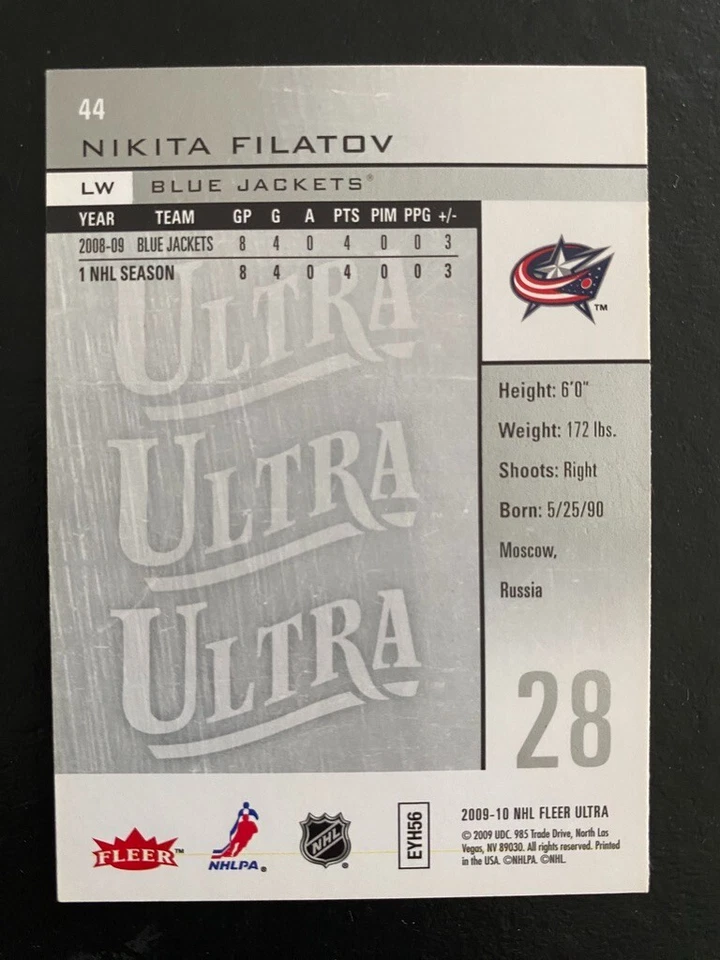 44
NIKITA FILATOV
LW BLUE JACKETS®
YEAR TEAM GP G A PTS PIM PPG +/-
2008-09 BLUE JACKETS 8 4 0 4 0 0 3
1 NHL SEASON 8 4 0 4 0 0 3
ULTRA
ULTRA
ULTRA
TM
Height: 6'0"
Weight: 172 lbs.
Shoots: Right
Born: 5/25/90
Moscow,
Russia
28
FLEER™
NHLPA®
NHL®
EYH56
2009-10 NHL FLEER ULTRA
© 2009 UDC. 985 Trade Drive, North Las
Vegas, NV 89030. All rights reserved. Printed
in the USA. ©NHLPA. ©NHL.